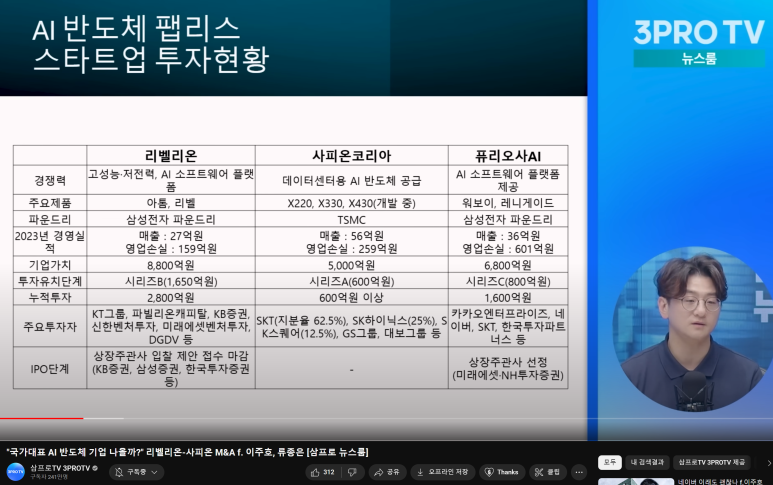 AI 반도체 팹리스
스타트업 투자현황
3PRO TV
뉴스룸
리벨리온 사피온코리아 퓨리오사AI
경쟁력 고성능·저전력, AI 소프트웨어 플랫폼 데이터센터용 AI 반도체 공급 AI 소프트웨어 플랫폼 제공
주요제품 아톰, 리벨 X220, X330, X430(개발 중) 워보이, 레니게이드
파운드리 삼성전자 파운드리 TSMC 삼성전자 파운드리
2023년 경영실적 매출 : 27억원 영업손실 : 159억원 매출 : 56억원 영업손실 : 259억원 매출 : 36억원 영업손실 : 601억원
기업가치 8,800억원 5,000억원 6,800억원
투자유치단계 시리즈B(1,650억원) 시리즈A(600억원) 시리즈C(800억원)
누적투자 2,800억원 600억원 이상 1,600억원
주요투자자 KT그룹, 파빌리온캐피탈, KB증권, 신한벤처투자, 미래에셋벤처투자, DGDV 등 SKT(지분율 62.5%), SK하이닉스(25%), SK스퀘어(12.5%), GS그룹, 대보그룹 등 카카오엔터프라이즈, 네이버, SKT, 한국투자파트너스 등
IPO단계 상장주관사 입찰 제안 접수 마감 (KB증권, 삼성증권, 한국투자증권 등) - 상장주관사 선정 (미래에셋·NH투자증권)
"국가대표 AI 반도체 기업 나올까?" 리벨리온-사피온 M&A f. 이주호, 류종은 [삼프로 뉴스룸]
삼프로TV 3PROTV
구독자 241만명
구독중
312
공유
오프라인 저장
Thanks
클립
모두
내 검색결과
삼프로TV 3PROTV 제공
네이버 이래도 괜찮나 f.이주호